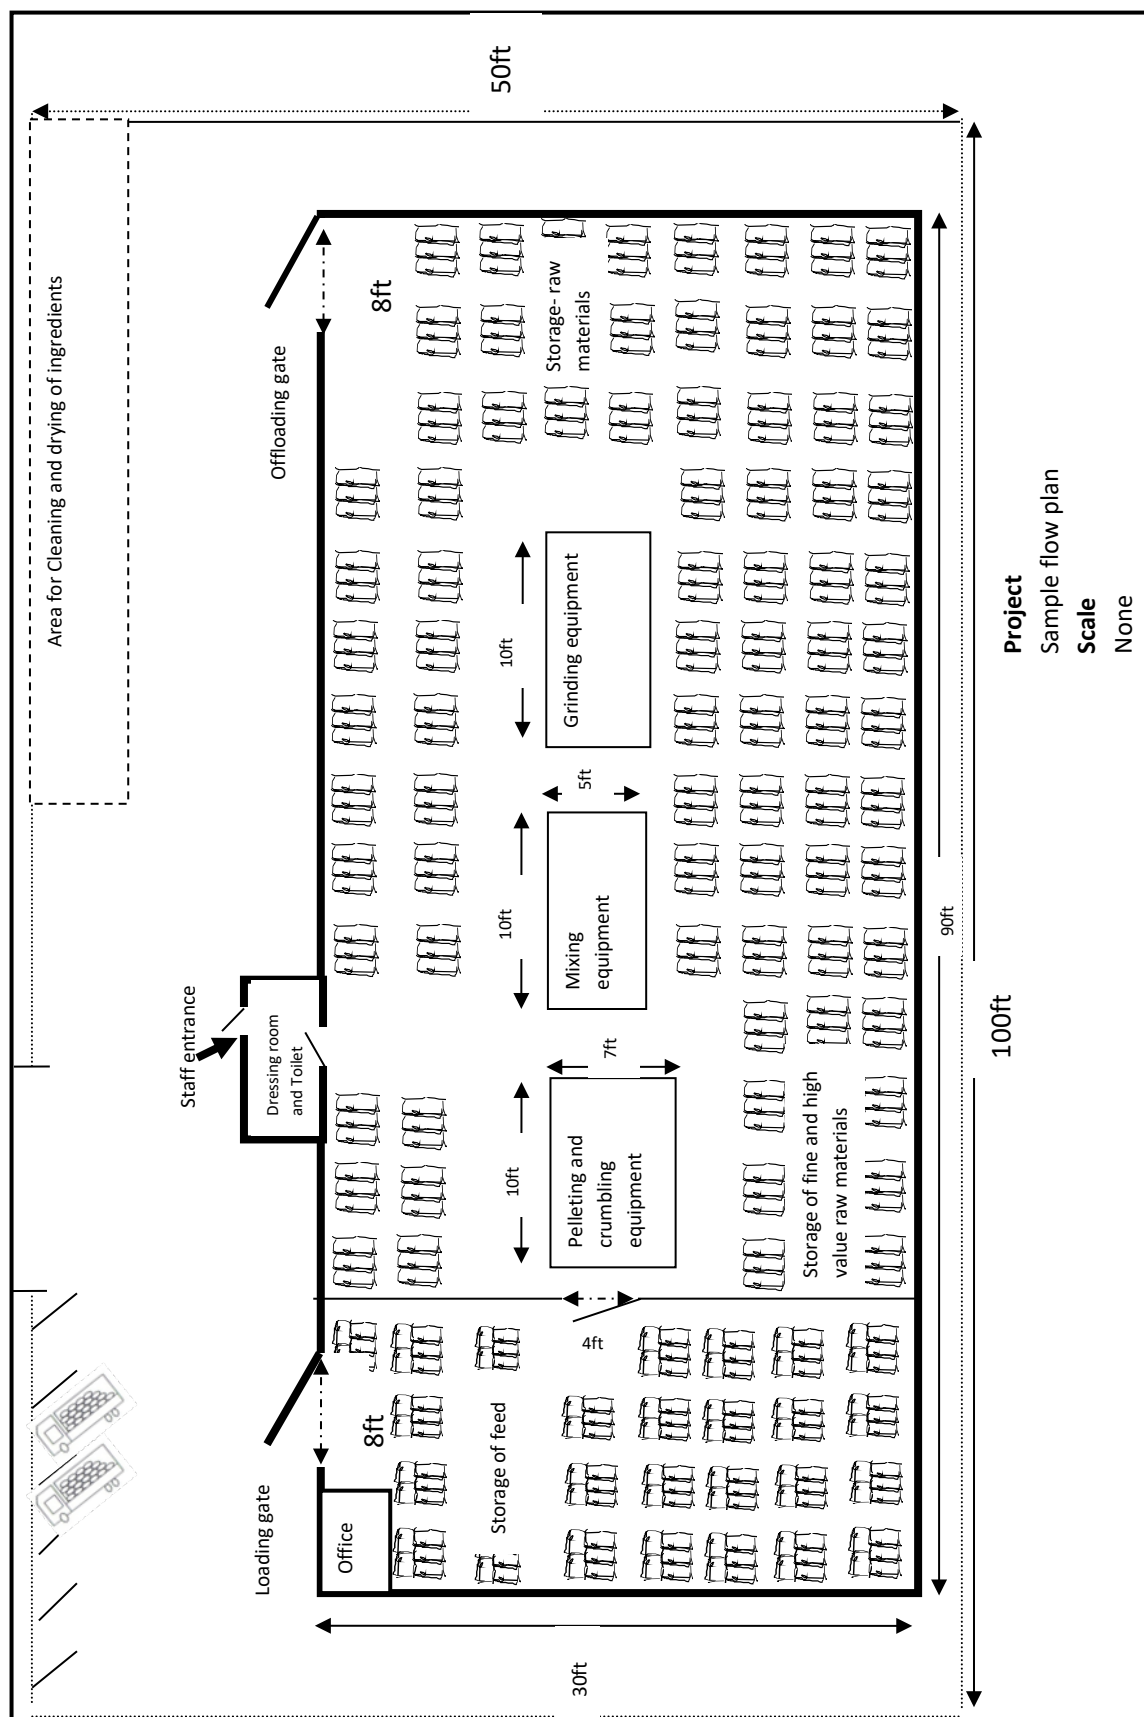 50ft
Area for Cleaning and drying of ingredients
Offloading gate
8ft
Storage- raw
materials
Grinding equipment
10ft
5ft
Mixing
equipment
10ft
Staff entrance
Dressing room
and Toilet
7ft
Pelleting and
crumbling
equipment
10ft
Storage of fine and high
value raw materials
4ft
Loading gate
8ft
Office
Storage of feed
30ft
90ft
100ft
Project
Sample flow plan
Scale
None